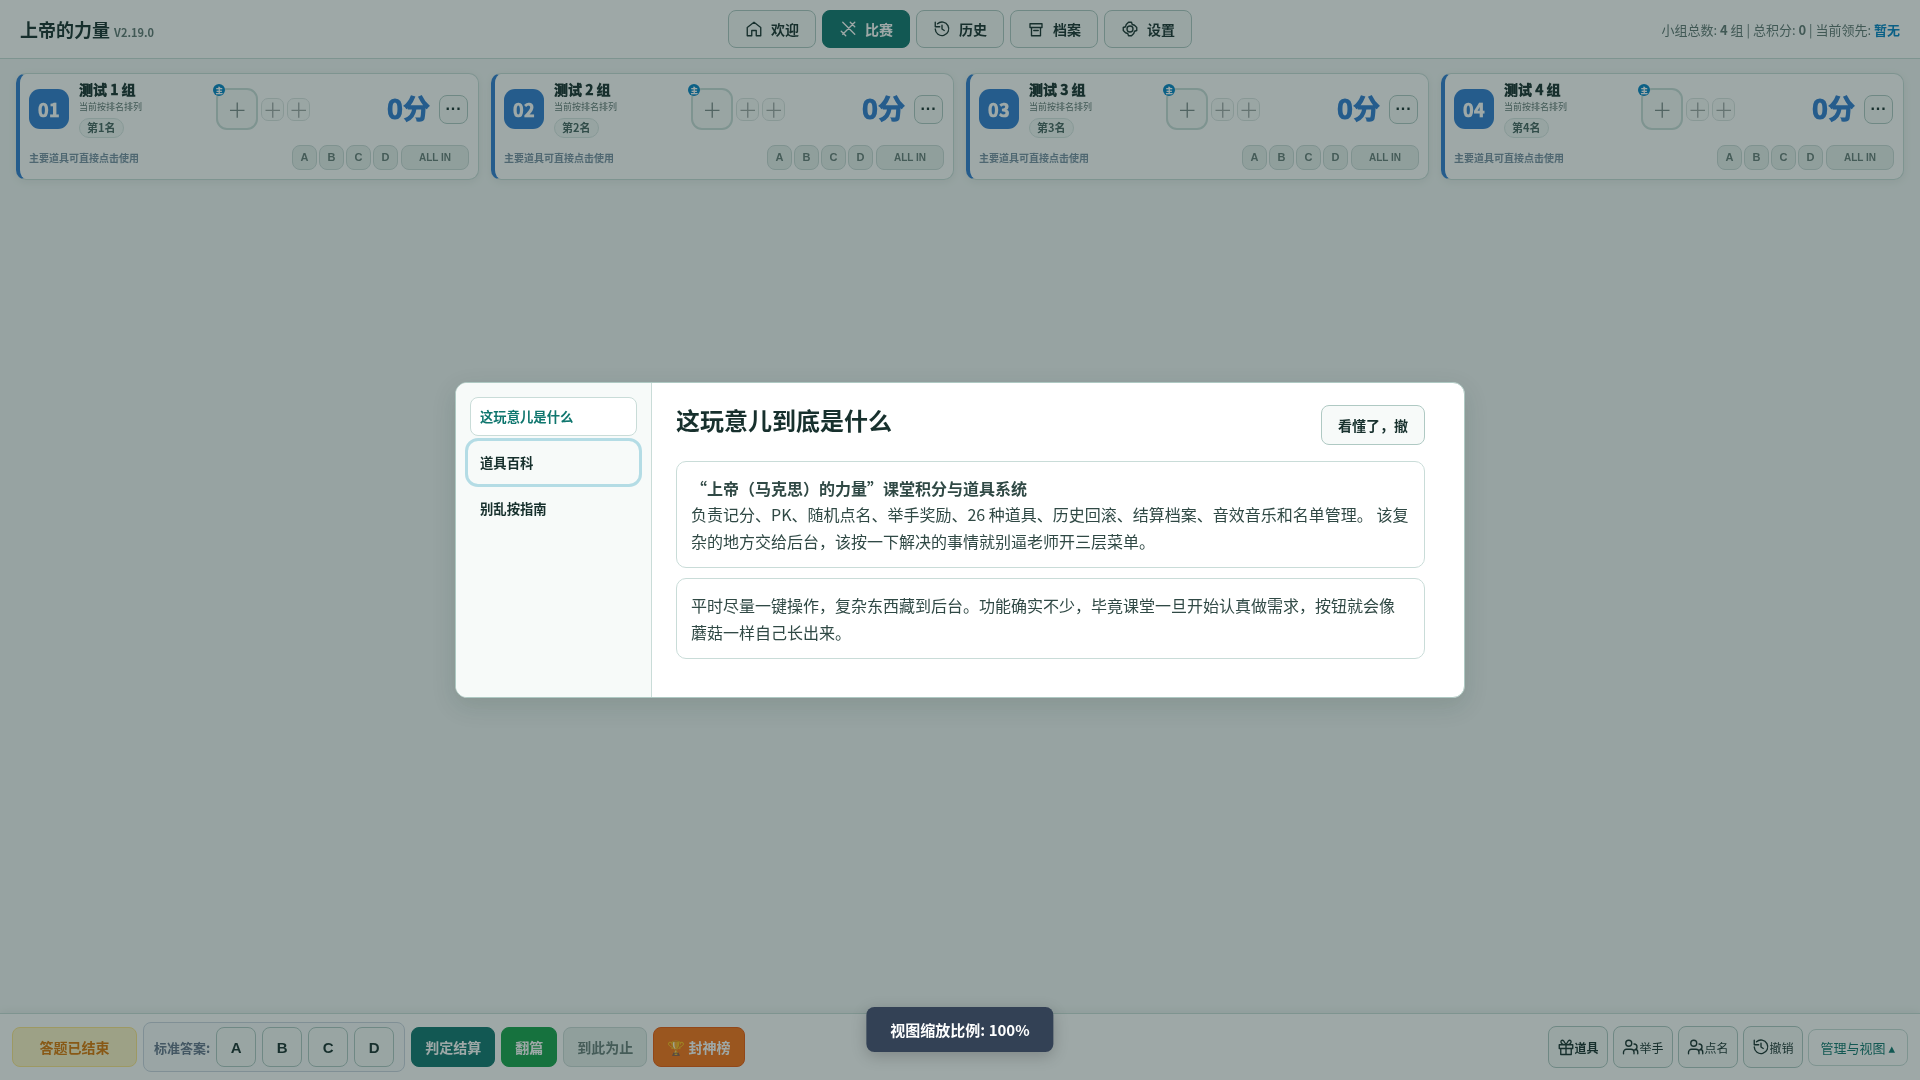 上帝的力量 V2.19.0
欢迎
比赛
历史
档案
设置
小组总数: 4 组 | 总积分: 0 | 当前领先: 暂无
01
测试 1 组
当前按排名排列
第1名
主
0分
···
主要道具可直接点击使用
A B C D ALL IN
02
测试 2 组
当前按排名排列
第2名
主
0分
···
主要道具可直接点击使用
A B C D ALL IN
03
测试 3 组
当前按排名排列
第3名
主
0分
···
主要道具可直接点击使用
A B C D ALL IN
04
测试 4 组
当前按排名排列
第4名
主
0分
···
主要道具可直接点击使用
A B C D ALL IN
这玩意儿是什么
道具百科
别乱按指南
这玩意儿到底是什么
看懂了，撤
“上帝（马克思）的力量”课堂积分与道具系统
负责记分、PK、随机点名、举手奖励、26 种道具、历史回滚、结算档案、音效音乐和名单管理。 该复
杂的地方交给后台，该按一下解决的事情就别逼老师开三层菜单。
平时尽量一键操作，复杂东西藏到后台。功能确实不少，毕竟课堂一旦开始认真做需求，按钮就会像
蘑菇一样自己长出来。
视图缩放比例: 100%
答题已结束
标准答案: A B C D
判定结算
翻篇
到此为止
🏆 封神榜
道具
举手
点名
撤销
管理与视图 ▴